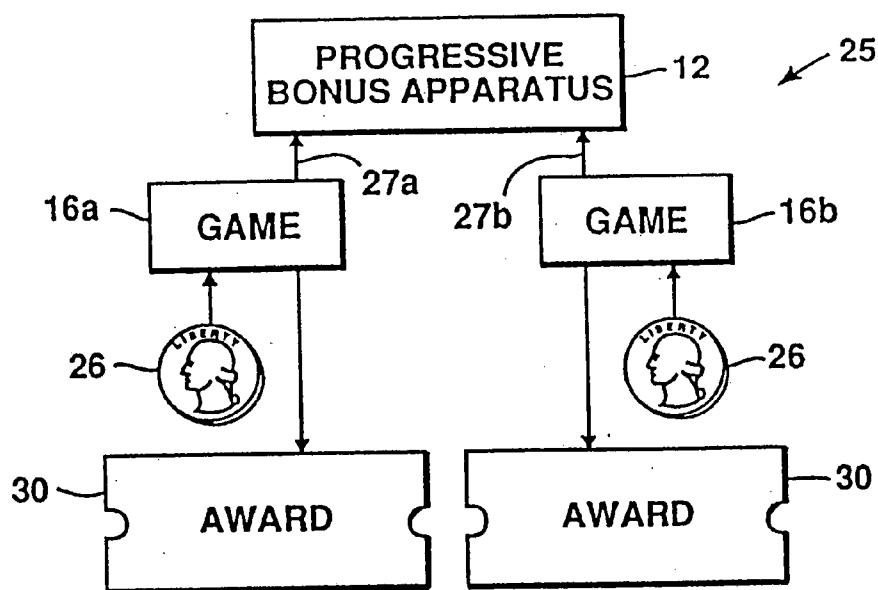 PROGRESSIVE
BONUS APPARATUS
12
25
27a
27b
16a
GAME
GAME
16b
LIBERTY
LIBERTY
26
26
30
AWARD
AWARD
30